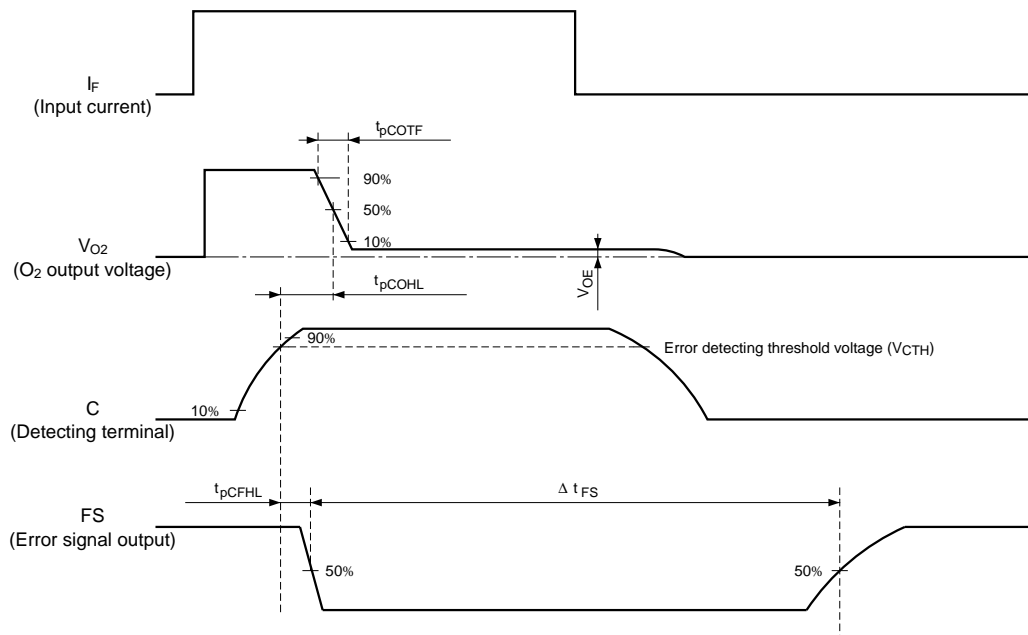 I_F
(Input current)
t_pCOTF
90%
50%
10%
V_O2
(O_2 output voltage)
V_OE
t_pCOHL
90%
Error detecting threshold voltage (V_CTH)
10%
C
(Detecting terminal)
t_pCFHL
Δ t_FS
FS
(Error signal output)
50%
50%